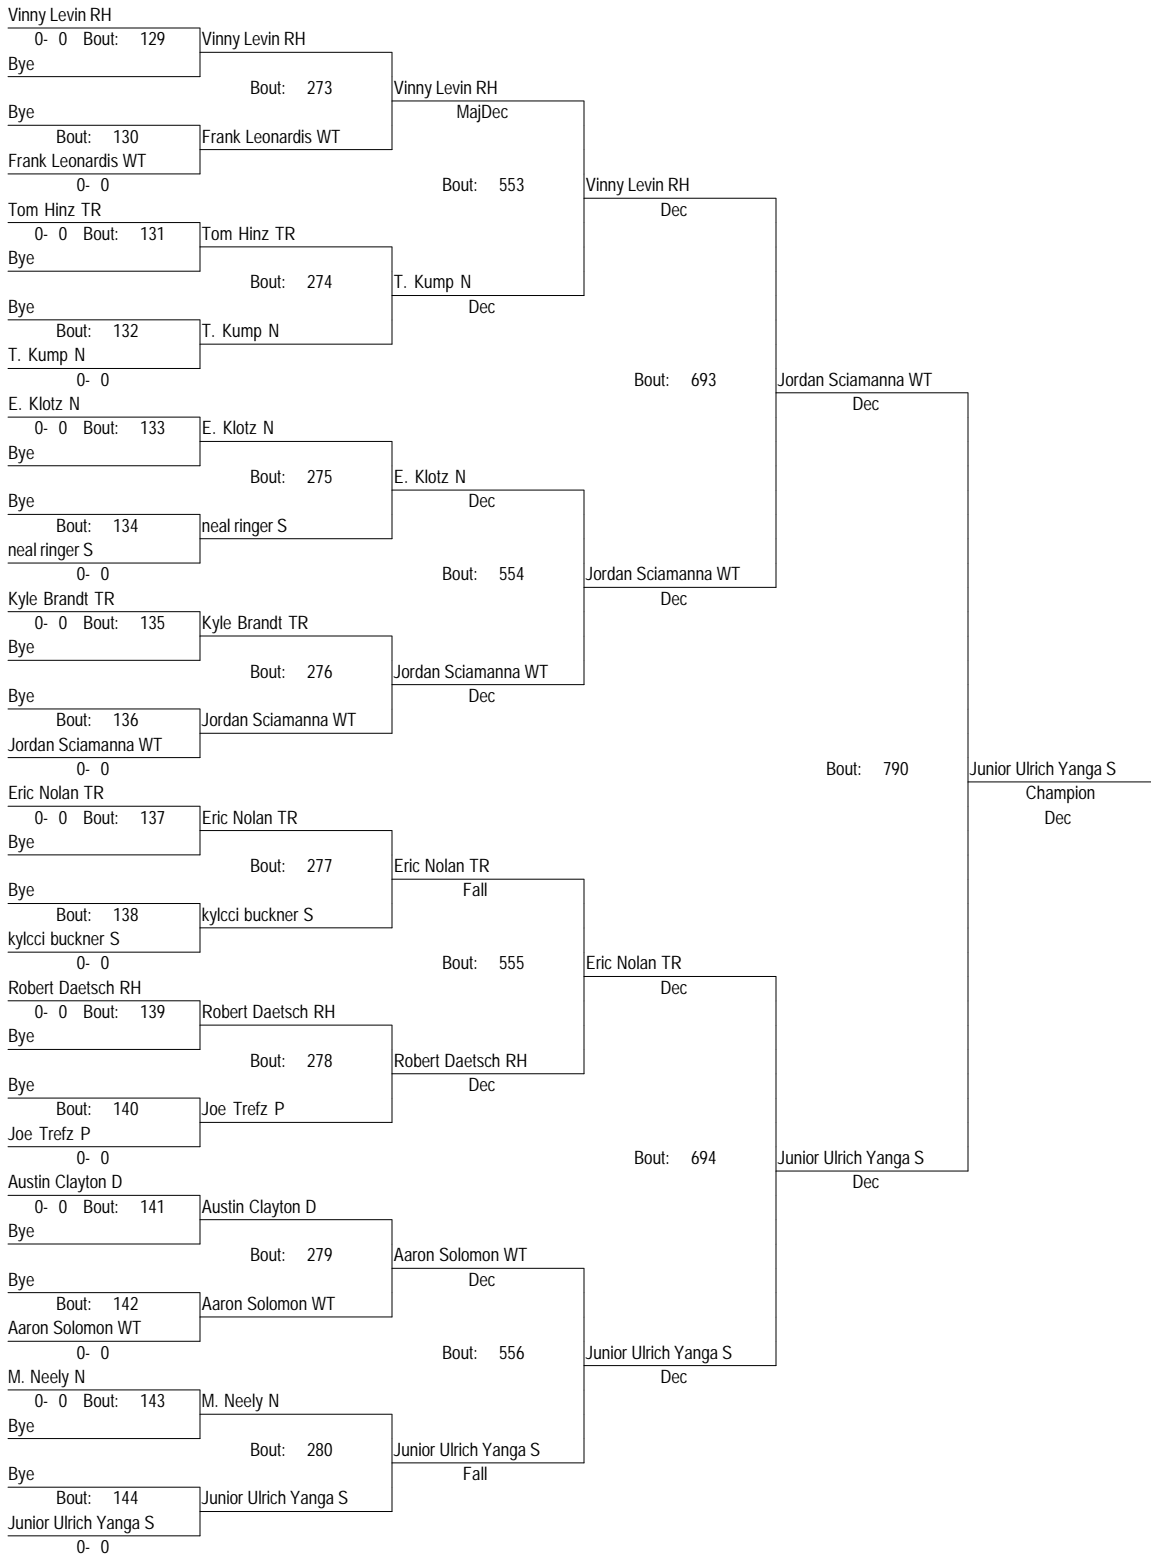 Vinny Levin RH
0- 0 Bout: 129 Vinny Levin RH
Bye
Bout: 273 Vinny Levin RH
Bye MajDec
Bout: 130 Frank Leonardis WT
Frank Leonardis WT
0- 0 Bout: 553 Vinny Levin RH
Tom Hinz TR Dec
0- 0 Bout: 131 Tom Hinz TR
Bye
Bout: 274 T. Kump N
Bye Dec
Bout: 132 T. Kump N
T. Kump N
0- 0 Bout: 693 Jordan Sciamanna WT
E. Klotz N Dec
0- 0 Bout: 133 E. Klotz N
Bye
Bout: 275 E. Klotz N
Bye Dec
Bout: 134 neal ringer S
neal ringer S
0- 0 Bout: 554 Jordan Sciamanna WT
Kyle Brandt TR Dec
0- 0 Bout: 135 Kyle Brandt TR
Bye
Bout: 276 Jordan Sciamanna WT
Bye Dec
Bout: 136 Jordan Sciamanna WT
Jordan Sciamanna WT
0- 0 Bout: 790 Junior Ulrich Yanga S
Eric Nolan TR Champion
0- 0 Bout: 137 Eric Nolan TR Dec
Bye
Bout: 277 Eric Nolan TR
Bye Fall
Bout: 138 kylcci buckner S
kylcci buckner S
0- 0 Bout: 555 Eric Nolan TR
Robert Daetsch RH Dec
0- 0 Bout: 139 Robert Daetsch RH
Bye
Bout: 278 Robert Daetsch RH
Bye Dec
Bout: 140 Joe Trefz P
Joe Trefz P
0- 0 Bout: 694 Junior Ulrich Yanga S
Austin Clayton D Dec
0- 0 Bout: 141 Austin Clayton D
Bye
Bout: 279 Aaron Solomon WT
Bye Dec
Bout: 142 Aaron Solomon WT
Aaron Solomon WT
0- 0 Bout: 556 Junior Ulrich Yanga S
M. Neely N Dec
0- 0 Bout: 143 M. Neely N
Bye
Bout: 280 Junior Ulrich Yanga S
Bye Fall
Bout: 144 Junior Ulrich Yanga S
Junior Ulrich Yanga S
0- 0